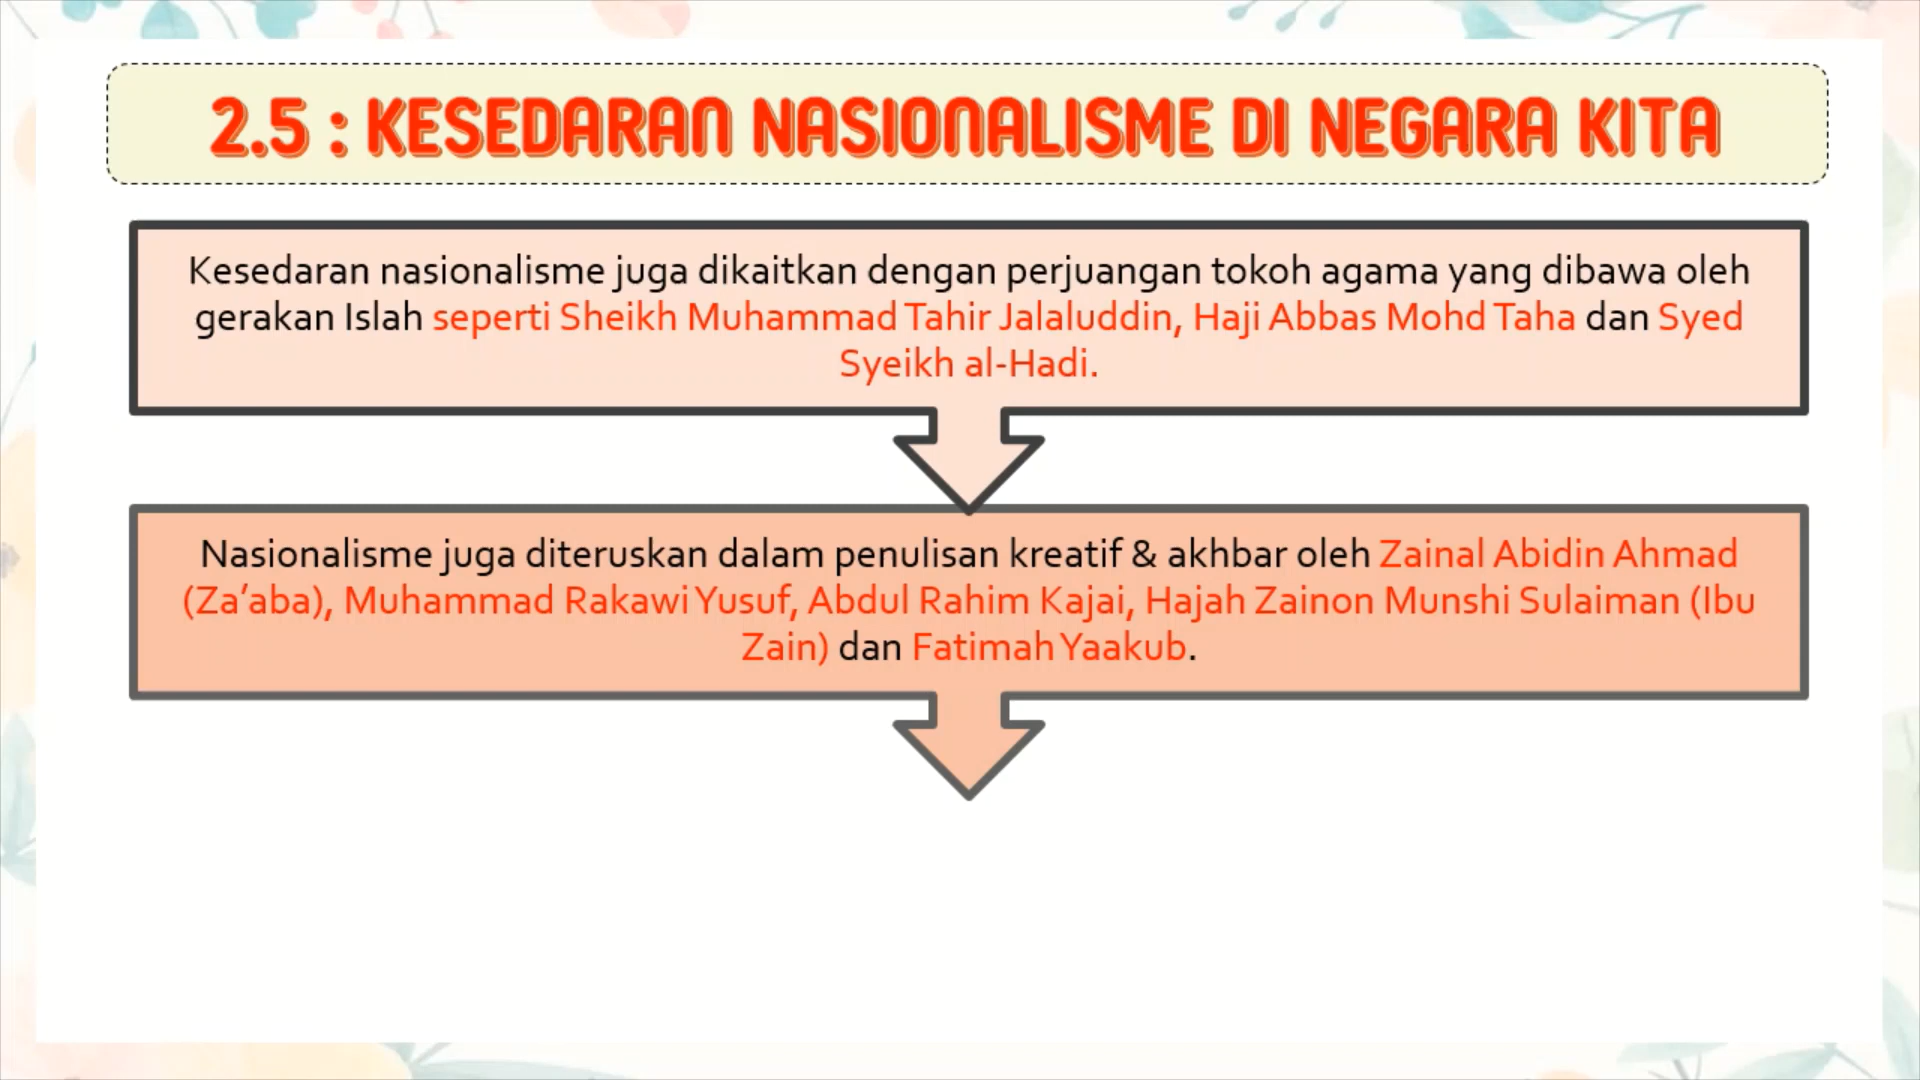 2.5 : KESEDARAN NASIONALISME DI NEGARA KITA
Kesedaran nasionalisme juga dikaitkan dengan perjuangan tokoh agama yang dibawa oleh
gerakan Islah seperti Sheikh Muhammad Tahir Jalaluddin, Haji Abbas Mohd Taha dan Syed
Syeikh al-Hadi.
Nasionalisme juga diteruskan dalam penulisan kreatif & akhbar oleh Zainal Abidin Ahmad
(Za’aba), Muhammad Rakawi Yusuf, Abdul Rahim Kajai, Hajah Zainon Munshi Sulaiman (Ibu
Zain) dan Fatimah Yaakub.